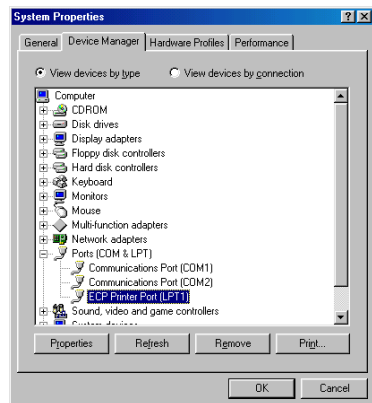 System Properties
General Device Manager Hardware Profiles Performance
View devices by type View devices by connection
Computer
CDROM
Disk drives
Display adapters
Floppy disk controllers
Hard disk controllers
Keyboard
Monitors
Mouse
Multi-function adapters
Network adapters
Ports (COM & LPT)
Communications Port (COM1)
Communications Port (COM2)
ECP Printer Port (LPT1)
Sound, video and game controllers
System devices
Properties Refresh Remove Print...
OK Cancel